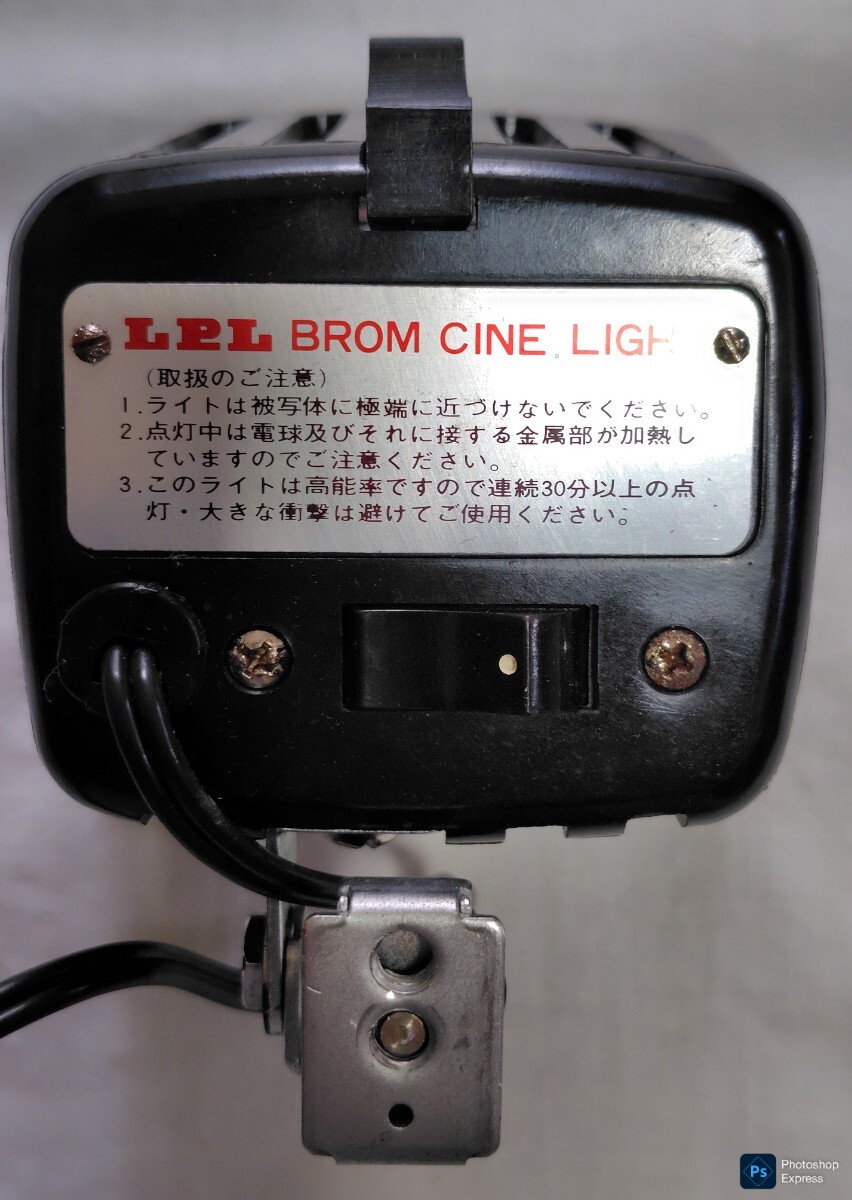 LPL BROM CINE LIGH
(取扱のご注意)
1.ライトは被写体に極端に近づけないでください。
2.点灯中は電球及びそれに接する金属部が加熱し
ていますのでご注意ください。
3.このライトは高能率ですので連続30分以上の点
灯・大きな衝撃は避けてご使用ください。
Ps
Photoshop
Express